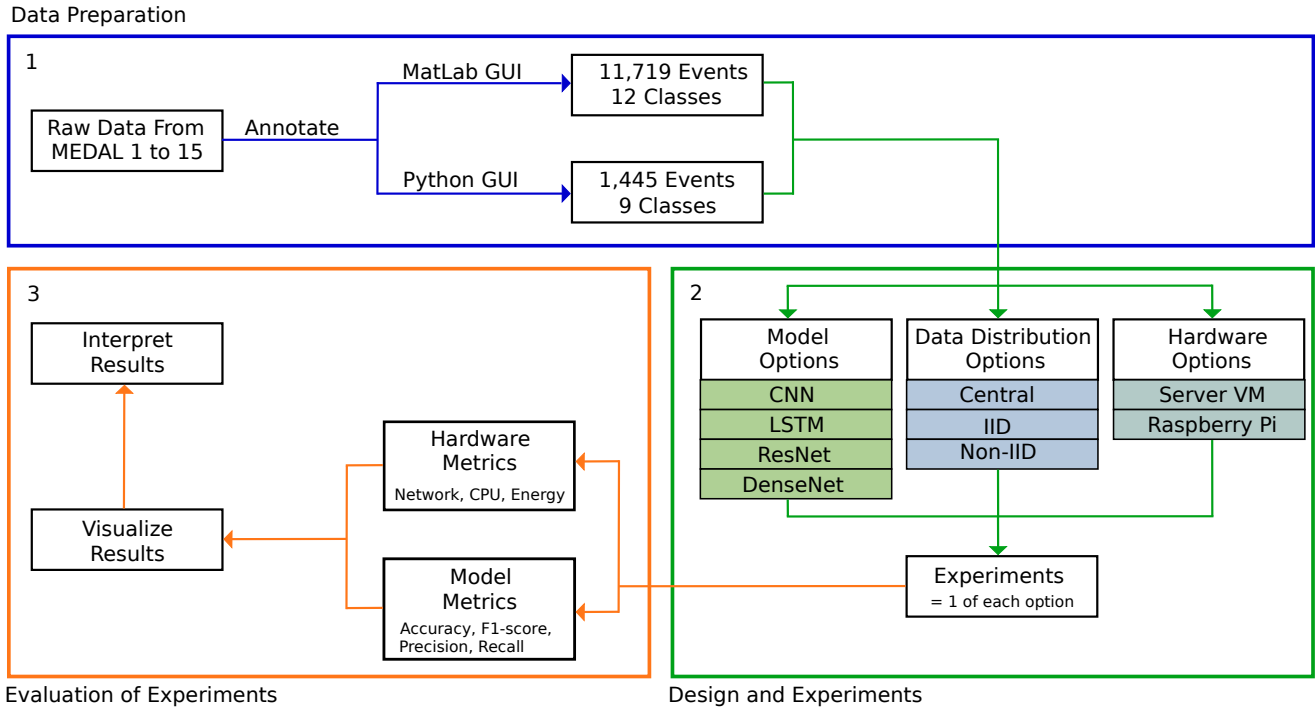 Data Preparation
1
MatLab GUI
11,719 Events
12 Classes
Raw Data From
MEDAL 1 to 15
Annotate
Python GUI
1,445 Events
9 Classes
2
Model
Options
CNN
LSTM
ResNet
DenseNet
Data Distribution
Options
Central
IID
Non-IID
Hardware
Options
Server VM
Raspberry Pi
Experiments
= 1 of each option
Design and Experiments
3
Interpret
Results
Hardware
Metrics
Network, CPU, Energy
Visualize
Results
Model
Metrics
Accuracy, F1-score,
Precision, Recall
Evaluation of Experiments